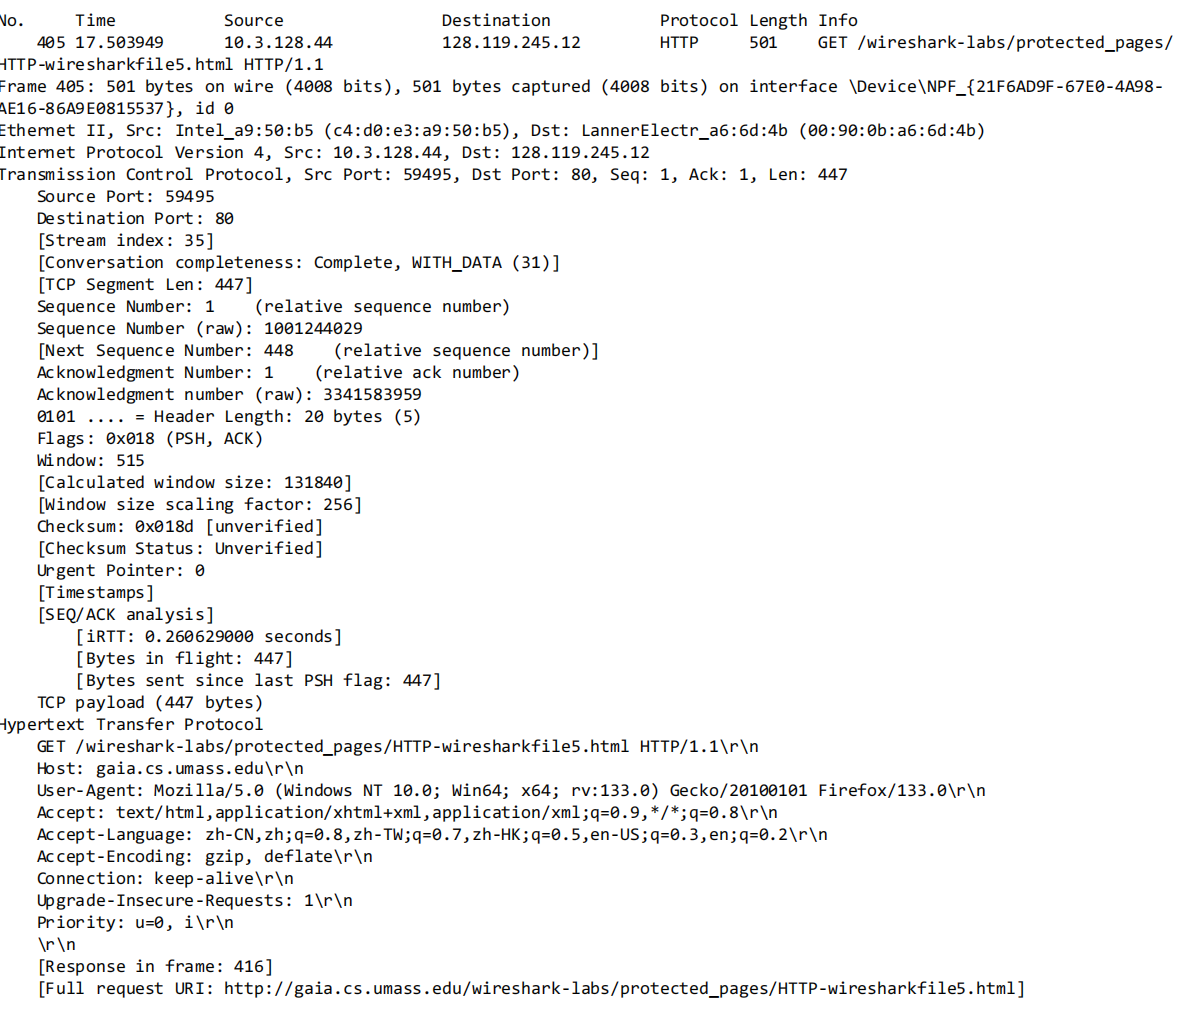 No.     Time           Source                Destination           Protocol Length Info
    405 17.503949      10.3.128.44           128.119.245.12        HTTP     501    GET /wireshark-labs/protected_pages/
HTTP-wiresharkfile5.html HTTP/1.1
Frame 405: 501 bytes on wire (4008 bits), 501 bytes captured (4008 bits) on interface \Device\NPF_{21F6AD9F-67E0-4A98-
AE16-86A9E0815537}, id 0
Ethernet II, Src: Intel_a9:50:b5 (c4:d0:e3:a9:50:b5), Dst: LannerElectr_a6:6d:4b (00:90:0b:a6:6d:4b)
Internet Protocol Version 4, Src: 10.3.128.44, Dst: 128.119.245.12
Transmission Control Protocol, Src Port: 59495, Dst Port: 80, Seq: 1, Ack: 1, Len: 447
    Source Port: 59495
    Destination Port: 80
    [Stream index: 35]
    [Conversation completeness: Complete, WITH_DATA (31)]
    [TCP Segment Len: 447]
    Sequence Number: 1    (relative sequence number)
    Sequence Number (raw): 1001244029
    [Next Sequence Number: 448    (relative sequence number)]
    Acknowledgment Number: 1    (relative ack number)
    Acknowledgment number (raw): 3341583959
    0101 .... = Header Length: 20 bytes (5)
    Flags: 0x018 (PSH, ACK)
    Window: 515
    [Calculated window size: 131840]
    [Window size scaling factor: 256]
    Checksum: 0x018d [unverified]
    [Checksum Status: Unverified]
    Urgent Pointer: 0
    [Timestamps]
    [SEQ/ACK analysis]
        [iRTT: 0.260629000 seconds]
        [Bytes in flight: 447]
        [Bytes sent since last PSH flag: 447]
    TCP payload (447 bytes)
Hypertext Transfer Protocol
    GET /wireshark-labs/protected_pages/HTTP-wiresharkfile5.html HTTP/1.1\r\n
    Host: gaia.cs.umass.edu\r\n
    User-Agent: Mozilla/5.0 (Windows NT 10.0; Win64; x64; rv:133.0) Gecko/20100101 Firefox/133.0\r\n
    Accept: text/html,application/xhtml+xml,application/xml;q=0.9,*/*;q=0.8\r\n
    Accept-Language: zh-CN,zh;q=0.8,zh-TW;q=0.7,zh-HK;q=0.5,en-US;q=0.3,en;q=0.2\r\n
    Accept-Encoding: gzip, deflate\r\n
    Connection: keep-alive\r\n
    Upgrade-Insecure-Requests: 1\r\n
    Priority: u=0, i\r\n
    \r\n
    [Response in frame: 416]
    [Full request URI: http://gaia.cs.umass.edu/wireshark-labs/protected_pages/HTTP-wiresharkfile5.html]